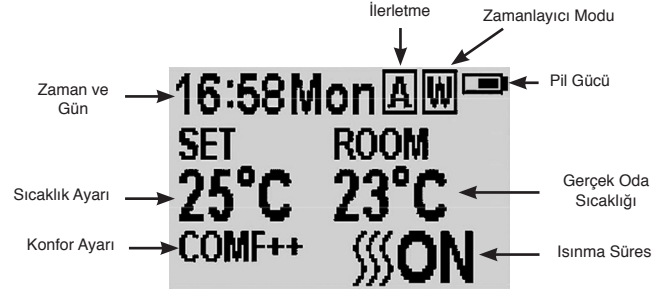 İlerletme
Zamanlayıcı Modu
Zaman ve
Gün
16:58Mon A W
Pil Gücü
SET ROOM
Sıcaklık Ayarı
25°C 23°C
Gerçek Oda
Sıcaklığı
Konfor Ayarı
COMF++ ON
Isınma Süres